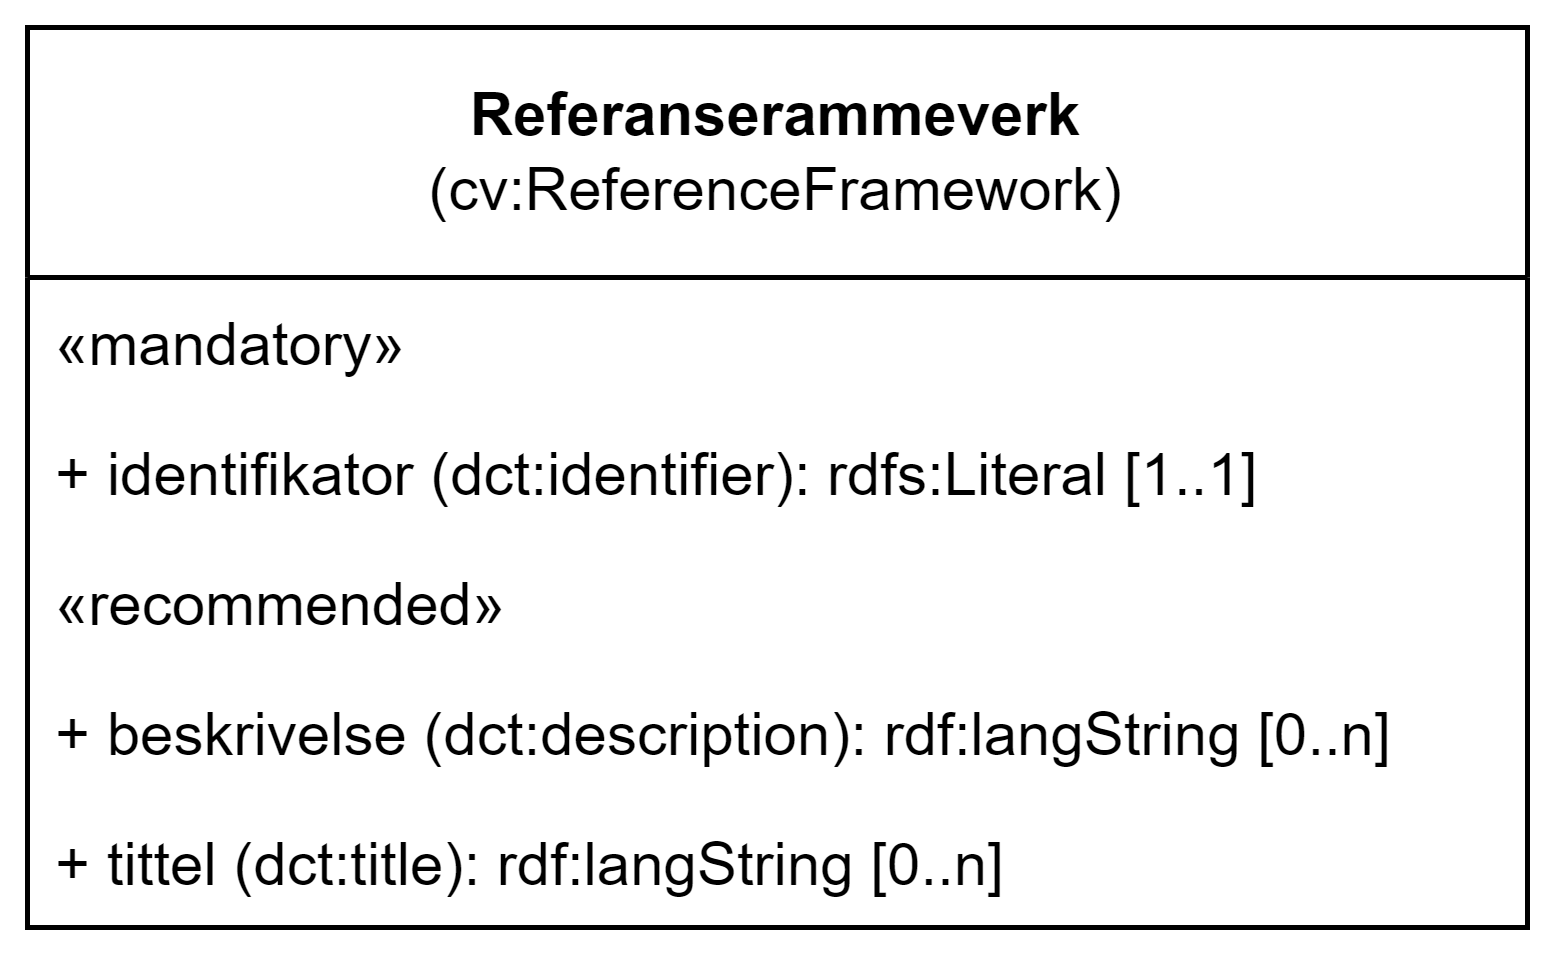 Referanserammeverk
(cv:ReferenceFramework)
«mandatory»
+ identifikator (dct:identifier): rdfs:Literal [1..1]
«recommended»
+ beskrivelse (dct:description): rdf:langString [0..n]
+ tittel (dct:title): rdf:langString [0..n]